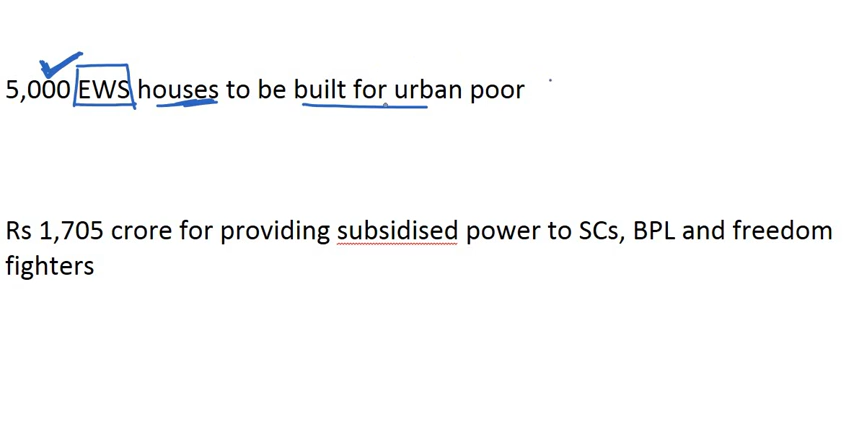 5,000 EWS houses to be built for urban poor
Rs 1,705 crore for providing subsidised power to SCs, BPL and freedom
fighters